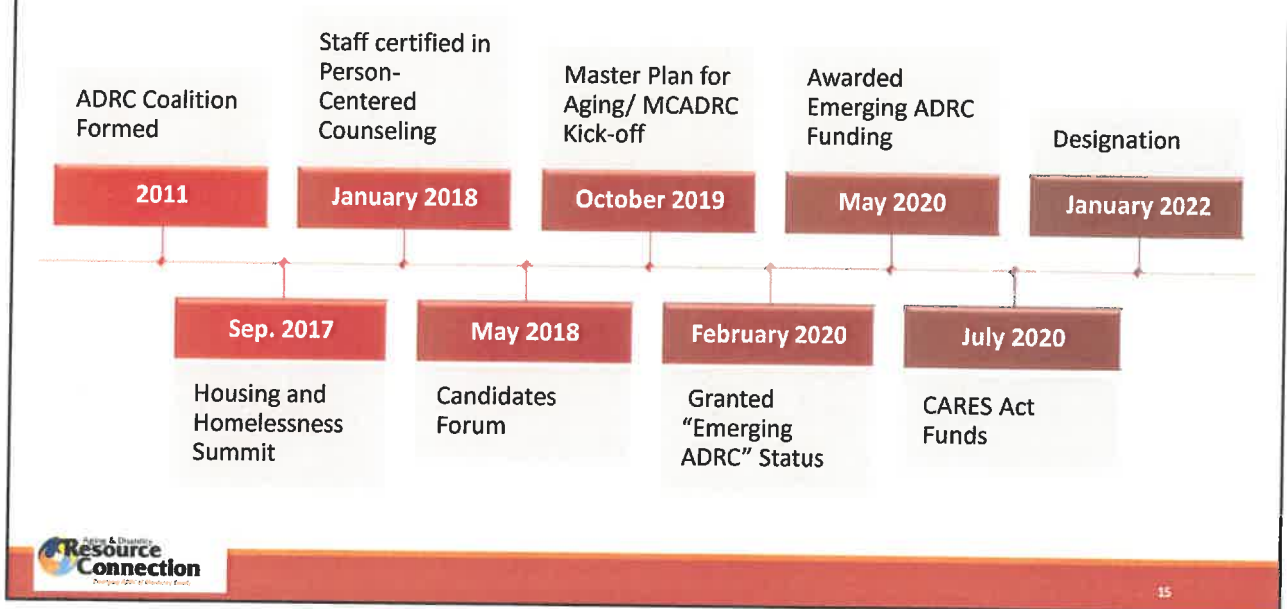 ADRC Coalition
Formed
2011
Sep. 2017
Housing and
Homelessness
Summit
Staff certified in
Person-
Centered
Counseling
January 2018
May 2018
Candidates
Forum
Master Plan for
Aging/ MCADRC
Kick-off
October 2019
February 2020
Granted
“Emerging
ADRC” Status
Awarded
Emerging ADRC
Funding
May 2020
July 2020
CARES Act
Funds
Designation
January 2022
Aging & Disability
Resource
Connection
15